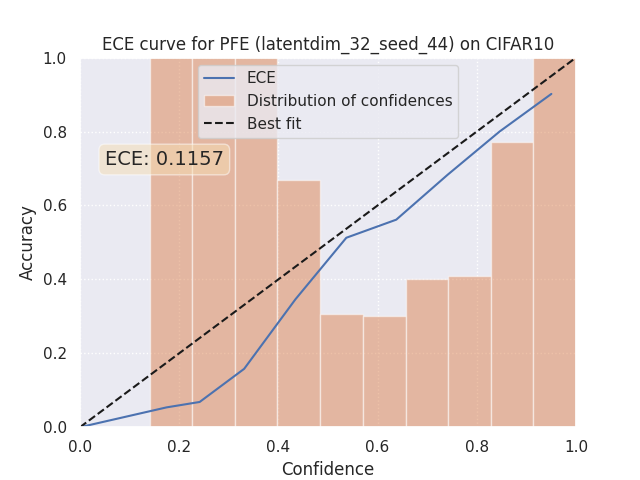 ECE curve for PFE (latentdim_32_seed_44) on CIFAR10
1.0
0.8
0.6
0.4
0.2
0.0
Accuracy
ECE
Distribution of confidences
Best fit
ECE: 0.1157
0.0 0.2 0.4 0.6 0.8 1.0
Confidence